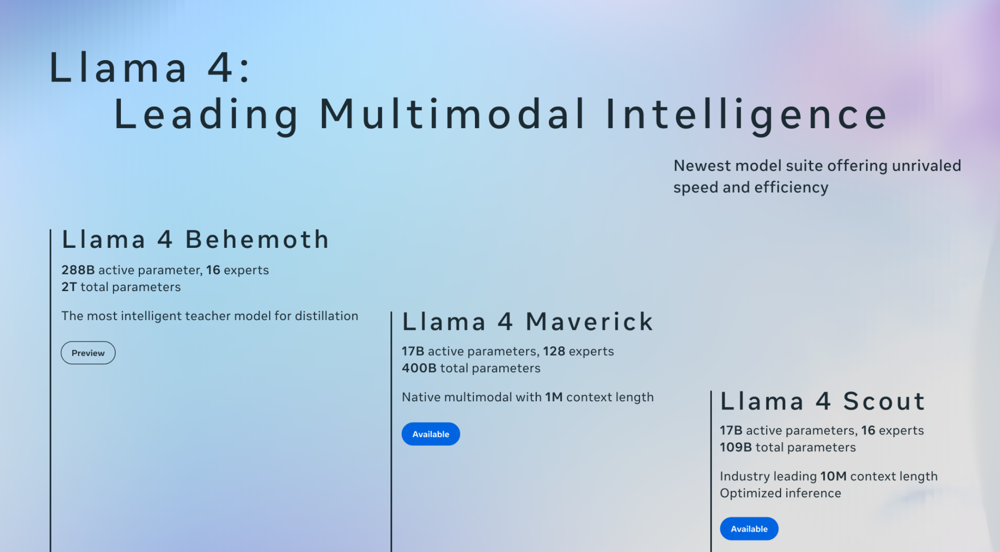 Llama 4:
Leading Multimodal Intelligence
Newest model suite offering unrivaled
speed and efficiency
Llama 4 Behemoth
288B active parameter, 16 experts
2T total parameters
The most intelligent teacher model for distillation
Preview
Llama 4 Maverick
17B active parameters, 128 experts
400B total parameters
Native multimodal with 1M context length
Available
Llama 4 Scout
17B active parameters, 16 experts
109B total parameters
Industry leading 10M context length
Optimized inference
Available